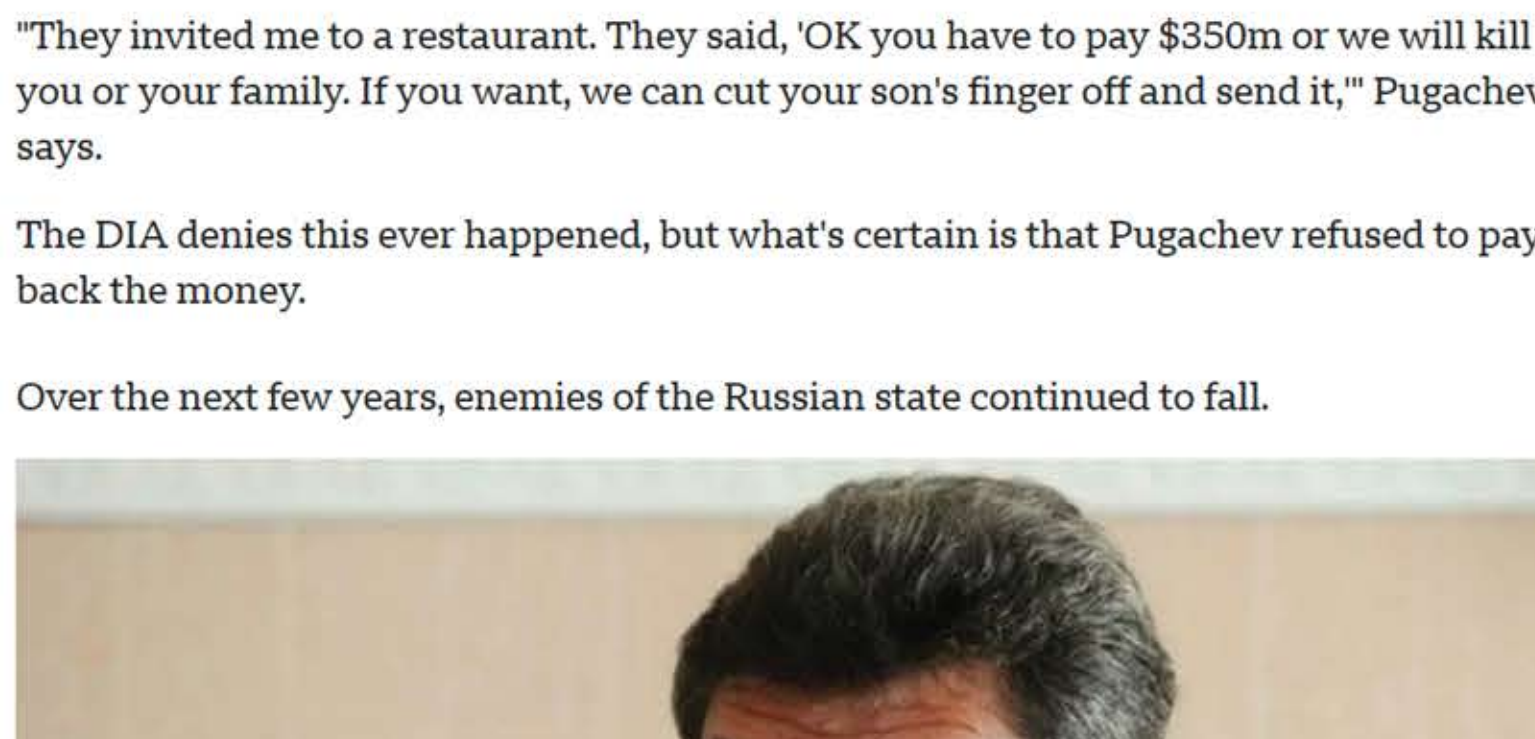 "They invited me to a restaurant. They said, 'OK you have to pay $350m or we will kill
you or your family. If you want, we can cut your son's finger off and send it,'" Pugachev
says.
The DIA denies this ever happened, but what's certain is that Pugachev refused to pay
back the money.
Over the next few years, enemies of the Russian state continued to fall.